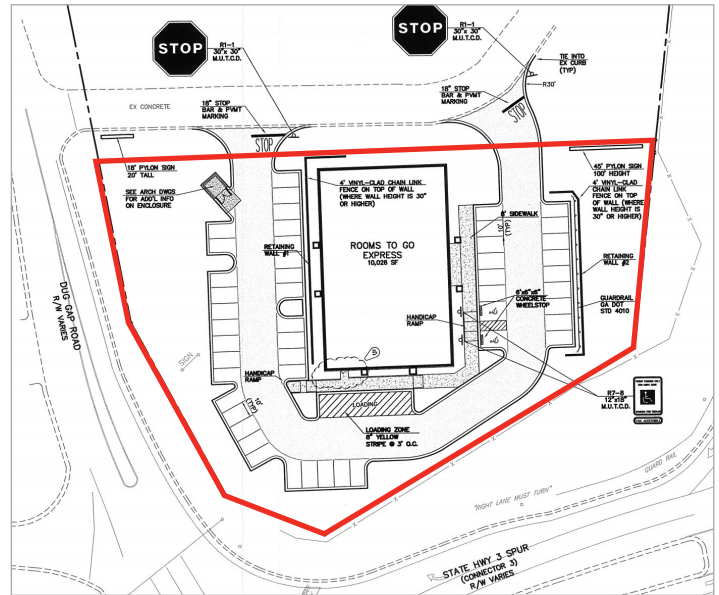 STOP
R1-1
30"x 30"
M.U.T.C.D.
STOP
R1-1
30"x 30"
M.U.T.C.D.
TIE INTO
EX CURB
(TYP)
R30'
EX CONCRETE
18" STOP
BAR & PVMT
MARKING
STOP
18" STOP
BAR & PVMT
MARKING
STOP
18' PYLON SIGN
20' TALL
SEE ARCH DWGS
FOR ADD'L INFO
ON ENCLOSURE
4' VINYL-CLAD CHAIN LINK
FENCE ON TOP OF WALL
(WHERE WALL HEIGHT IS 30"
OR HIGHER)
45' PYLON SIGN
100' HEIGHT
4' VINYL-CLAD
CHAIN LINK
FENCE ON TOP
OF WALL (WHERE
WALL HEIGHT IS
30" OR HIGHER)
6' SIDEWALK
10'
(TYP)
RETAINING
WALL #1
ROOMS TO GO
EXPRESS
10,026 SF
RETAINING
WALL #2
6"x6"x6'
CONCRETE
WHEELSTOP
GUARDRAIL
GA DOT
STD 4010
HANDICAP
RAMP
DUG GAP ROAD
R/W VARIES
SIGN
HANDICAP
RAMP
10'
(TYP)
LOADING
LOADING ZONE
8" YELLOW
STRIPE @ 3' O.C.
R7-8
12"x18"
M.U.T.C.D.
GUARD RAIL
"RIGHT LANE MUST TURN"
STATE HWY 3 SPUR
(CONNECTOR 3)
R/W VARIES